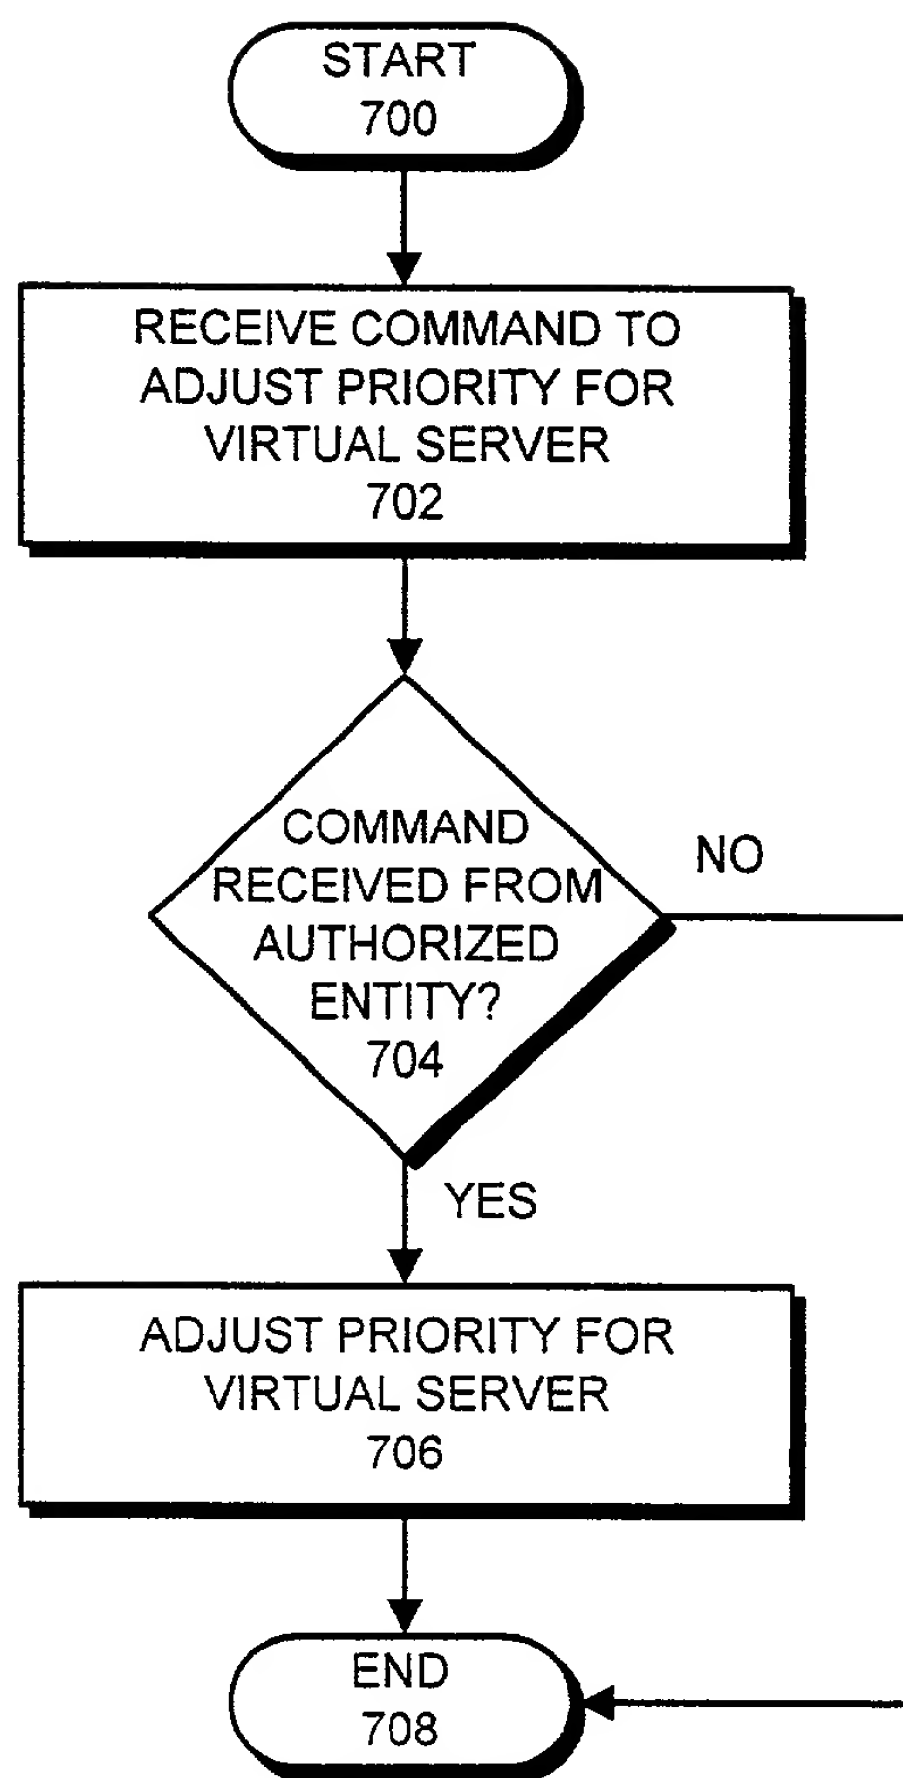 START
700
RECEIVE COMMAND TO
ADJUST PRIORITY FOR
VIRTUAL SERVER
702
COMMAND
RECEIVED FROM
AUTHORIZED
ENTITY?
704
NO
YES
ADJUST PRIORITY FOR
VIRTUAL SERVER
706
END
708